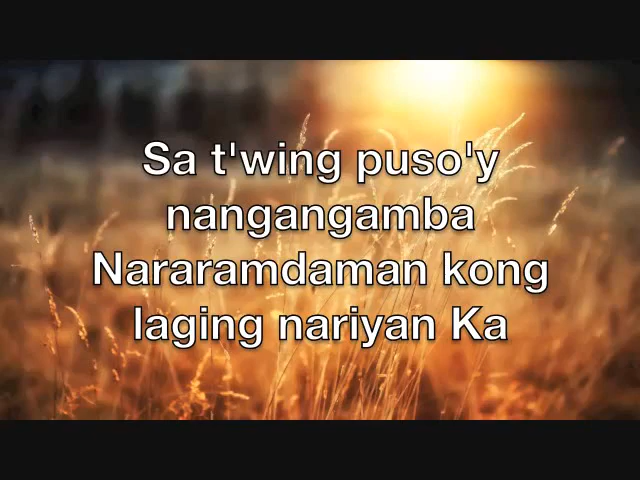 Sa t'wing puso'y
nangangamba
Nararamdaman kong
laging nariyan Ka